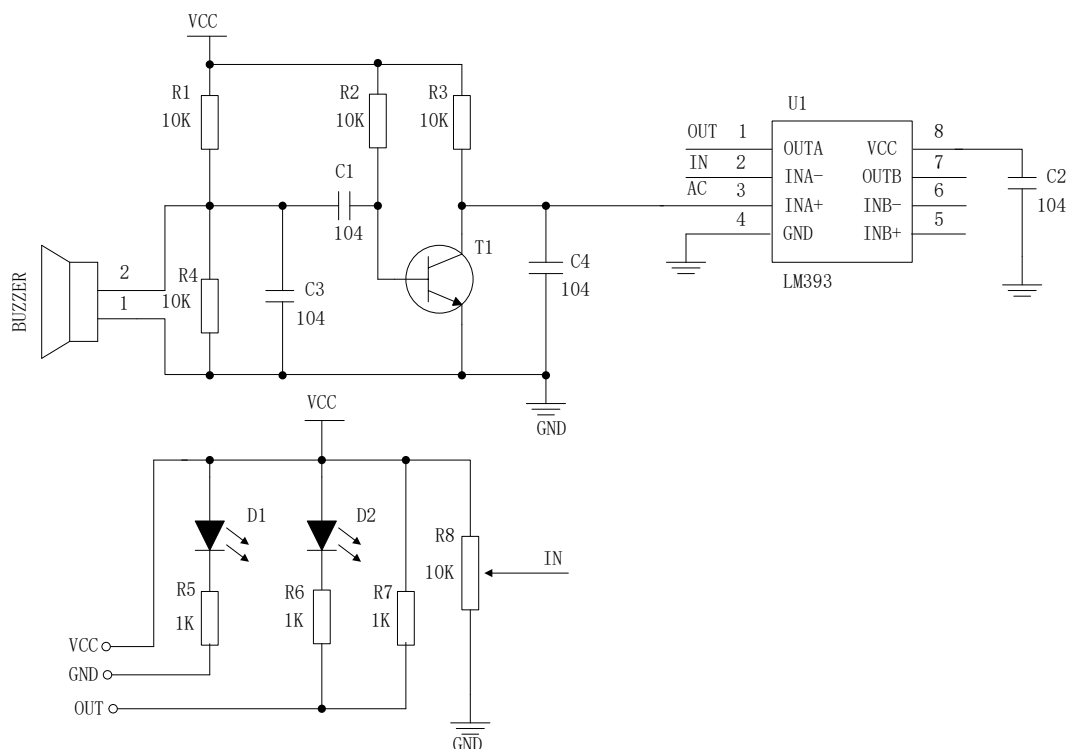 VCC
R1
10K
R2
10K
R3
10K
C1
104
BUZZER
2
1
R4
10K
C3
104
T1
C4
104
GND
U1
OUT 1 OUTA VCC 8
IN 2 INA- OUTB 7
AC 3 INA+ INB- 6
4 GND INB+ 5
LM393
C2
104
VCC
D1
D2
R5
1K
R6
1K
R7
1K
R8
10K
IN
VCC
GND
OUT
GND